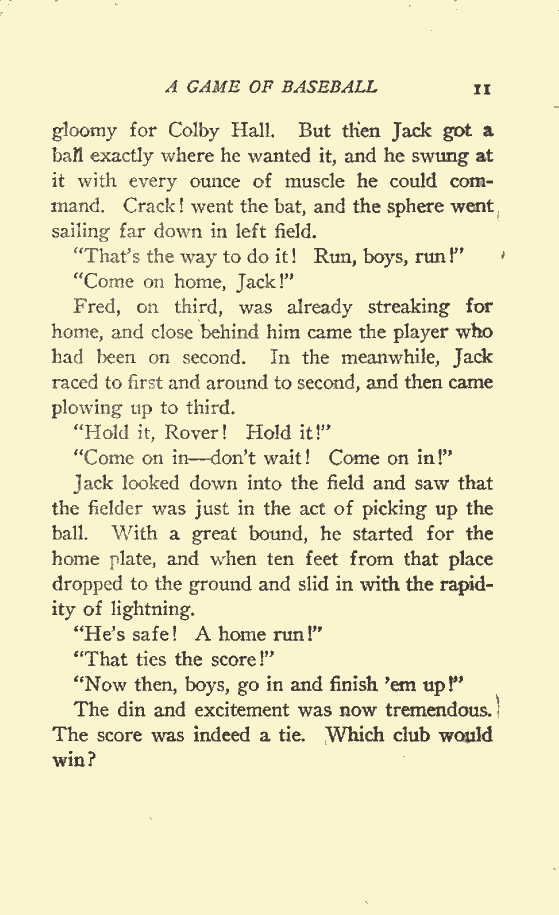 A GAME OF BASEBALL 11
gloomy for Colby Hall. But then Jack got a
ball exactly where he wanted it, and he swung at
it with every ounce of muscle he could com-
mand. Crack! went the bat, and the sphere went
sailing far down in left field.
"That's the way to do it! Run, boys, run!"
"Come on home, Jack!"
Fred, on third, was already streaking for
home, and close behind him came the player who
had been on second. In the meanwhile, Jack
raced to first and around to second, and then came
plowing up to third.
"Hold it, Rover! Hold it!"
"Come on in—don't wait! Come on in!"
Jack looked down into the field and saw that
the fielder was just in the act of picking up the
ball. With a great bound, he started for the
home plate, and when ten feet from that place
dropped to the ground and slid in with the rapid-
ity of lightning.
"He's safe! A home run!"
"That ties the score!"
"Now then, boys, go in and finish 'em up!"
The din and excitement was now tremendous.
The score was indeed a tie. Which club would
win?